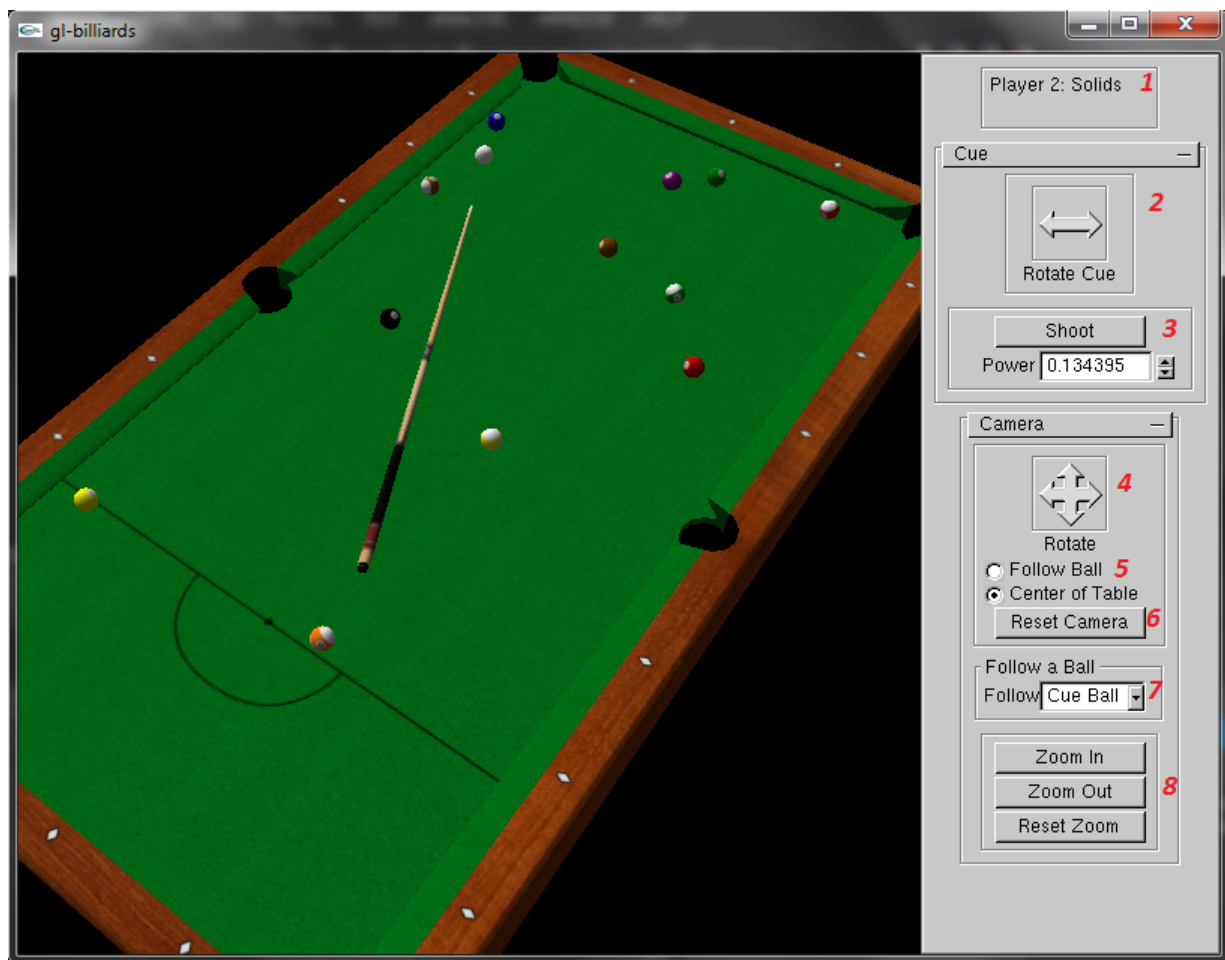 gl-billiards
Player 2: Solids 1
Cue
2
Rotate Cue
Shoot 3
Power 0.134395
Camera
4
Rotate
Follow Ball 5
Center of Table
Reset Camera 6
Follow a Ball
Follow Cue Ball 7
Zoom In
Zoom Out 8
Reset Zoom